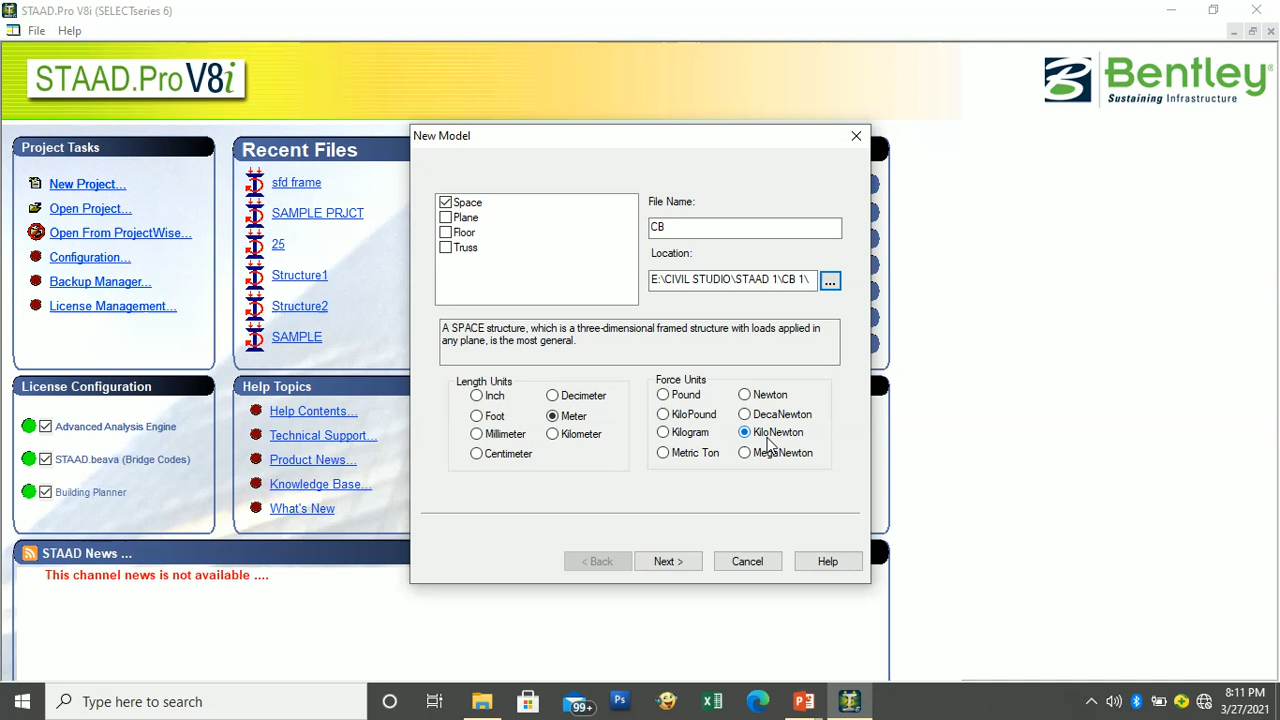 STAAD.Pro V8i (SELECTseries 6)
File Help
STAAD.Pro V8i
Bentley®
Sustaining Infrastructure
Project Tasks
New Project...
Open Project...
Open From ProjectWise...
Configuration...
Backup Manager...
License Management...
Recent Files
sfd frame
SAMPLE PRJCT
25
Structure1
Structure2
SAMPLE
License Configuration
Advanced Analysis Engine
STAAD.beava (Bridge Codes)
Building Planner
Help Topics
Help Contents...
Technical Support...
Product News...
Knowledge Base...
What's New
STAAD News ...
This channel news is not available ....
New Model
Space
Plane
Floor
Truss
File Name:
CB
Location:
E:\CIVIL STUDIO\STAAD 1\CB 1\
...
A SPACE structure, which is a three-dimensional framed structure with loads applied in
any plane, is the most general.
Length Units
Inch Decimeter
Foot Meter
Millimeter Kilometer
Centimeter
Force Units
Pound Newton
KiloPound DecaNewton
Kilogram KiloNewton
Metric Ton MegaNewton
< Back Next > Cancel Help
Type here to search
99+
Ps
8:11 PM
3/27/2021